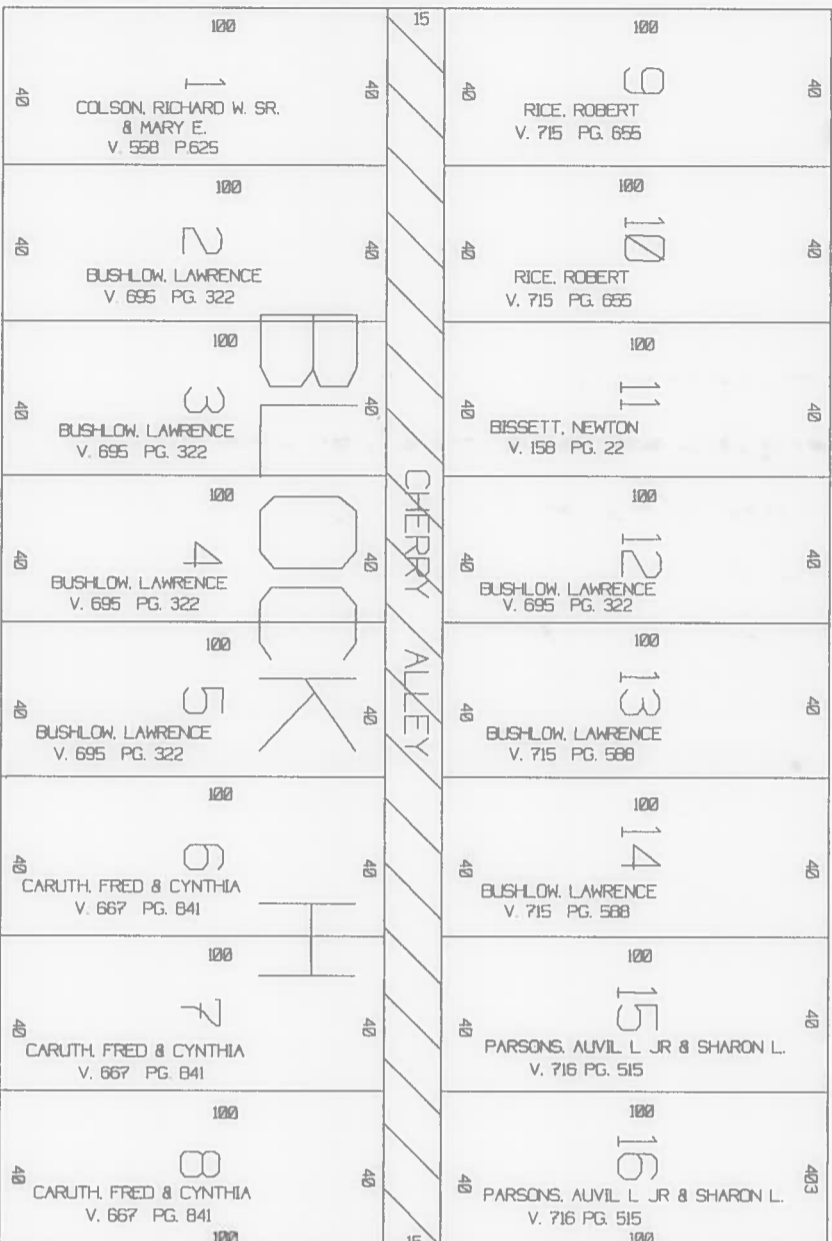 100
1
40
40
COLSON, RICHARD W. SR.
& MARY E.
V. 558 P.625
100
2
40
40
BUSHLOW, LAWRENCE
V. 695 PG. 322
100
3
40
40
BUSHLOW, LAWRENCE
V. 695 PG. 322
100
4
40
40
BUSHLOW, LAWRENCE
V. 695 PG. 322
100
5
40
40
BUSHLOW, LAWRENCE
V. 695 PG. 322
100
6
40
40
CARUTH, FRED & CYNTHIA
V. 667 PG. 841
100
7
40
40
CARUTH, FRED & CYNTHIA
V. 667 PG. 841
100
8
40
40
CARUTH, FRED & CYNTHIA
V. 667 PG. 841
100
BLOCK H
15
CHERRY ALLEY
15
100
9
40
40
RICE, ROBERT
V. 715 PG. 655
100
10
40
40
RICE, ROBERT
V. 715 PG. 655
100
11
40
40
BISSETT, NEWTON
V. 158 PG. 22
100
12
40
40
BUSHLOW, LAWRENCE
V. 695 PG. 322
100
13
40
40
BUSHLOW, LAWRENCE
V. 715 PG. 588
100
14
40
40
BUSHLOW, LAWRENCE
V. 715 PG. 588
100
15
40
40
PARSONS, AUVIL L JR & SHARON L.
V. 716 PG. 515
100
16
40
403
PARSONS, AUVIL L JR & SHARON L.
V. 716 PG. 515
100